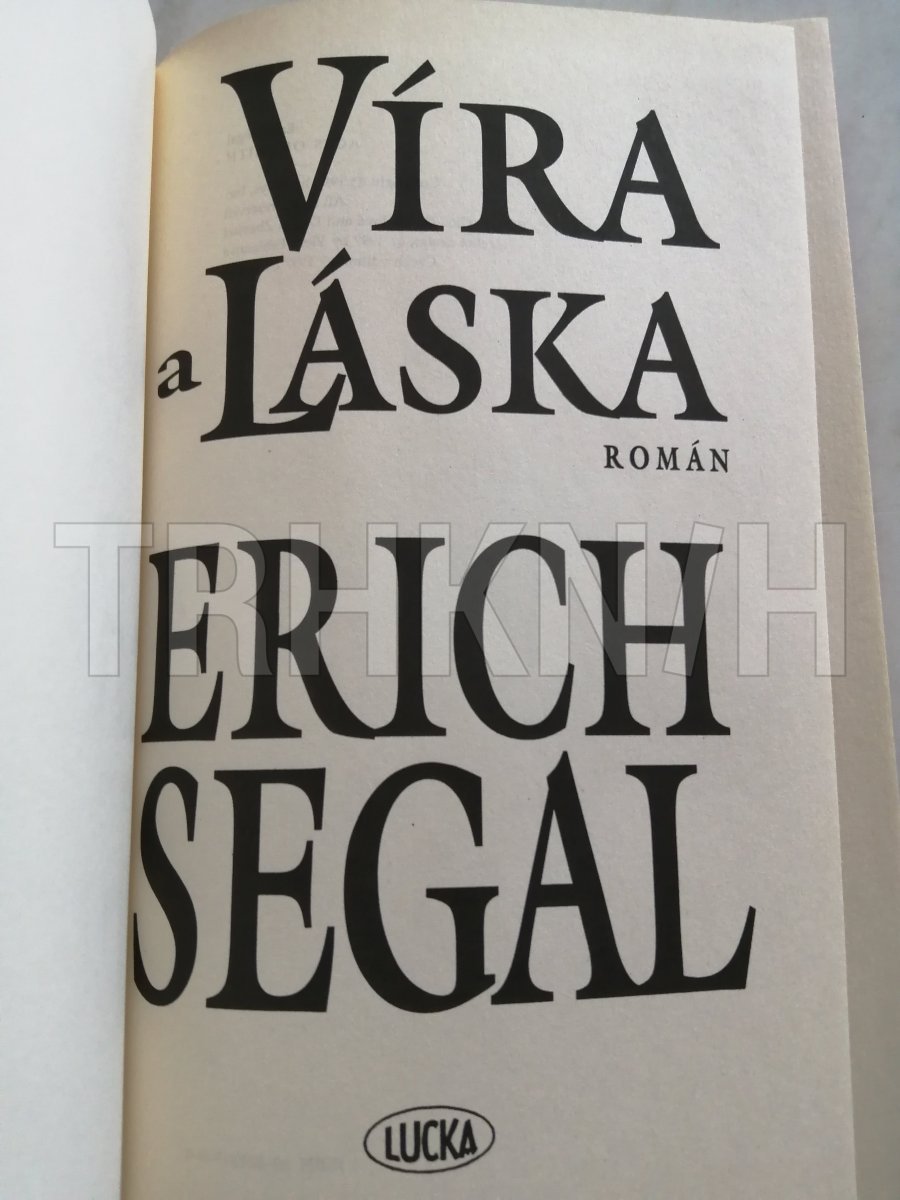 VÍRA
a LÁSKA
ROMÁN
TRHKNIH
ERICH
SEGAL
LUCKA